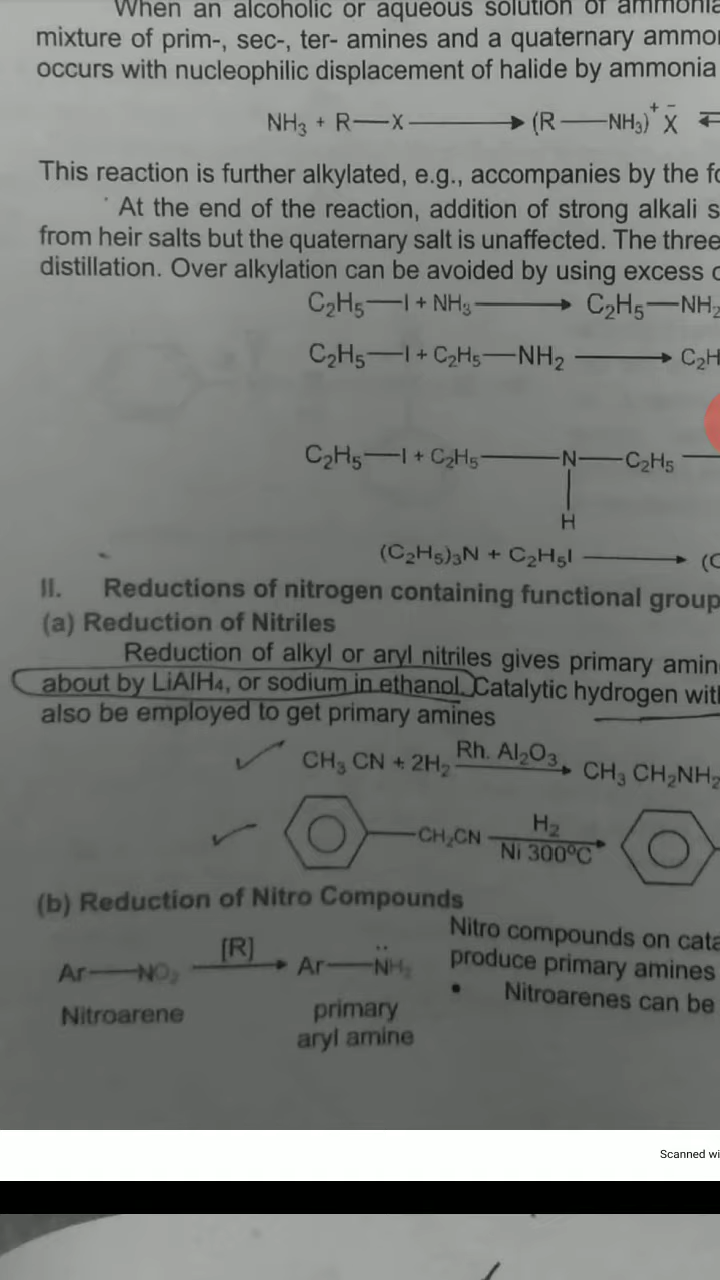 When an alcoholic or aqueous solution of ammonia
mixture of prim-, sec-, ter- amines and a quaternary ammo
occurs with nucleophilic displacement of halide by ammonia
NH₃ + R—X ⟶ (R—NH₃)⁺ X̄ ⇐
This reaction is further alkylated, e.g., accompanies by the fo
At the end of the reaction, addition of strong alkali s
from heir salts but the quaternary salt is unaffected. The three
distillation. Over alkylation can be avoided by using excess o
C₂H₅—I + NH₃ ⟶ C₂H₅—NH₂
C₂H₅—I + C₂H₅—NH₂ ⟶ C₂H
C₂H₅—I + C₂H₅—N—C₂H₅
H
(C₂H₅)₃N + C₂H₅I ⟶ (C
II. Reductions of nitrogen containing functional group
(a) Reduction of Nitriles
Reduction of alkyl or aryl nitriles gives primary amin
about by LiAlH₄, or sodium in ethanol. Catalytic hydrogen with
also be employed to get primary amines
CH₃ CN + 2H₂ Rh. Al₂O₃ ⟶ CH₃ CH₂NH₂
—CH₂CN H₂ ⟶
Ni 300⁰C
(b) Reduction of Nitro Compounds
Ar—NO₂ [R] ⟶ Ar—N̈H₂
Nitroarene primary
aryl amine
Nitro compounds on cata
produce primary amines
• Nitroarenes can be
Scanned wi